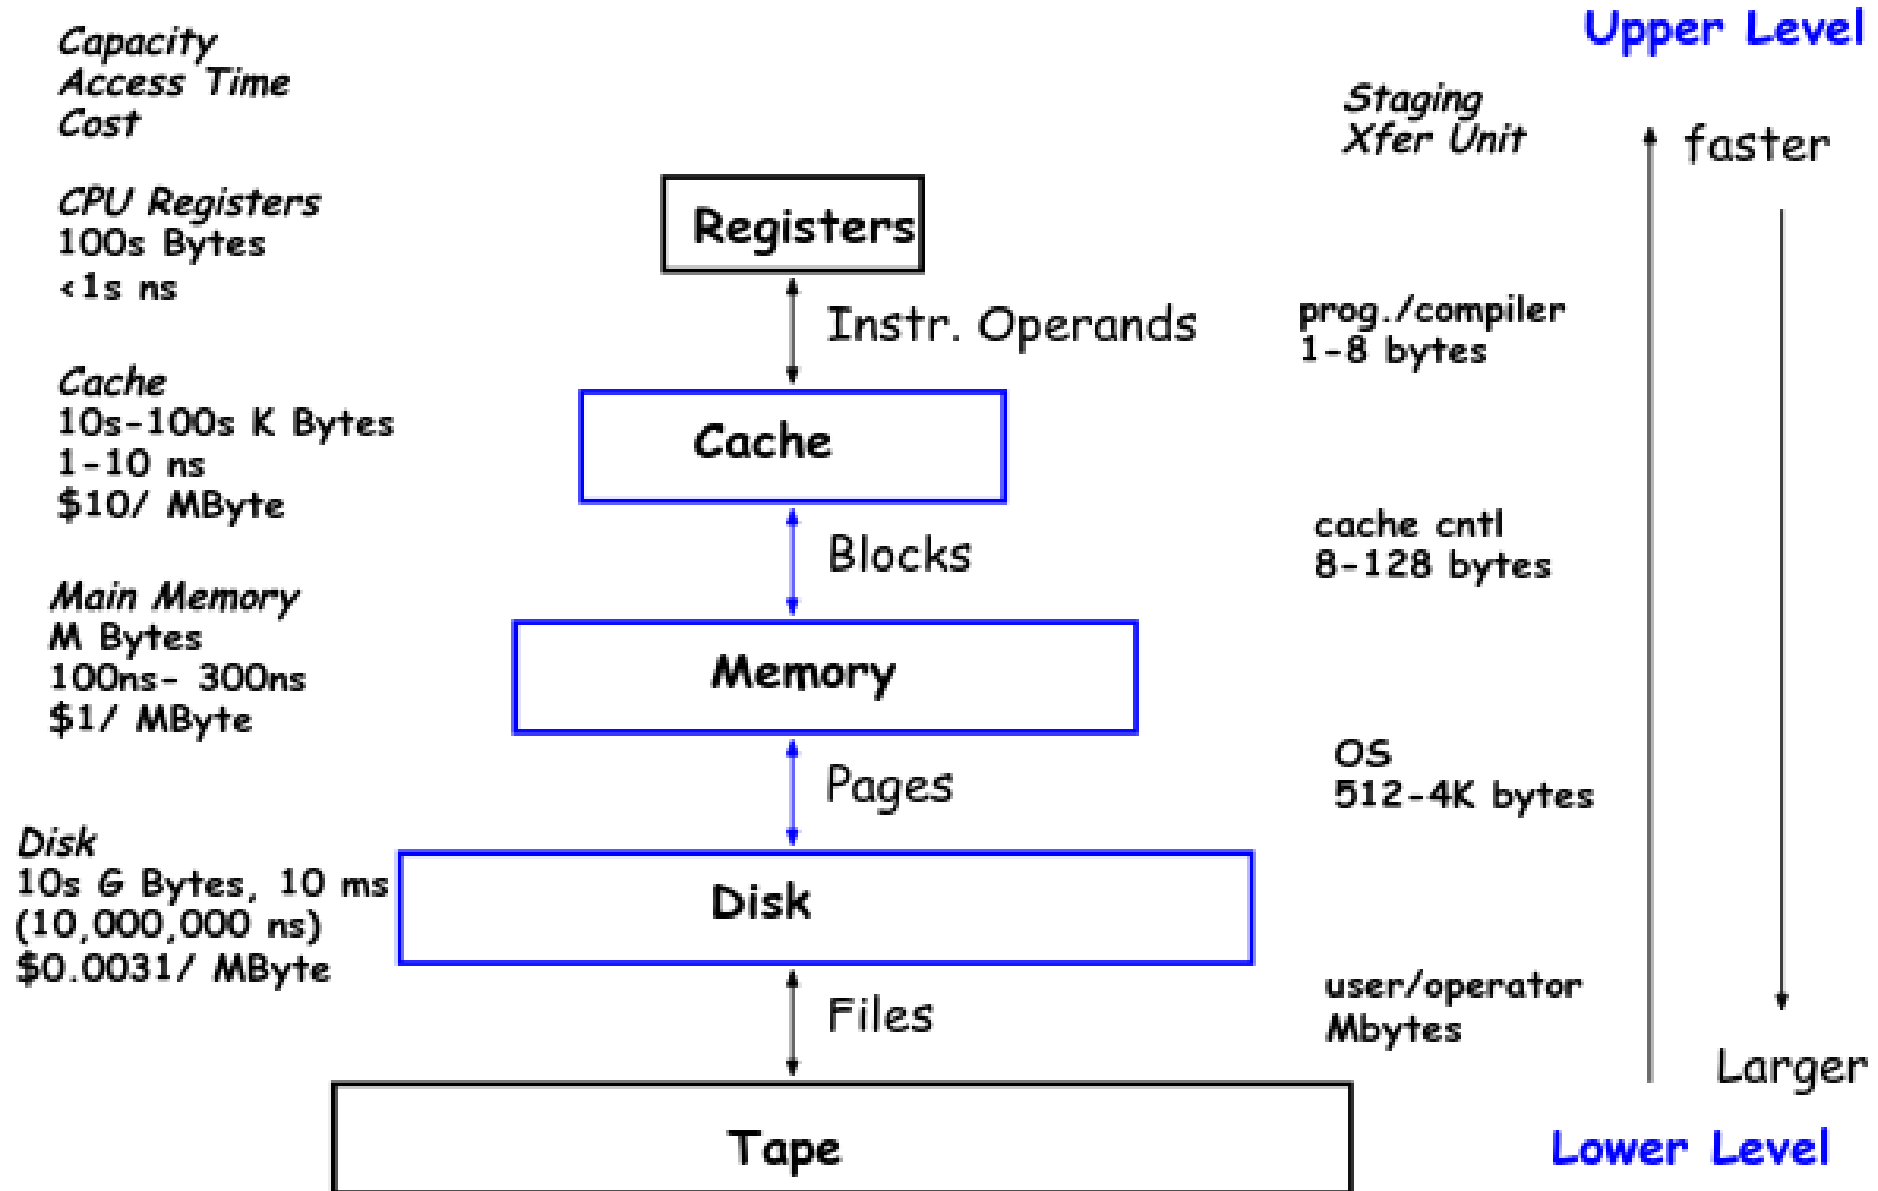 Capacity
Access Time
Cost
Upper Level
Staging
Xfer Unit
faster
CPU Registers
100s Bytes
<1s ns
Registers
Instr. Operands
prog./compiler
1-8 bytes
Cache
10s-100s K Bytes
1-10 ns
$10/ MByte
Cache
Blocks
cache cntl
8-128 bytes
Main Memory
M Bytes
100ns- 300ns
$1/ MByte
Memory
Pages
OS
512-4K bytes
Disk
10s G Bytes, 10 ms
(10,000,000 ns)
$0.0031/ MByte
Disk
Files
user/operator
Mbytes
Larger
Tape
Lower Level